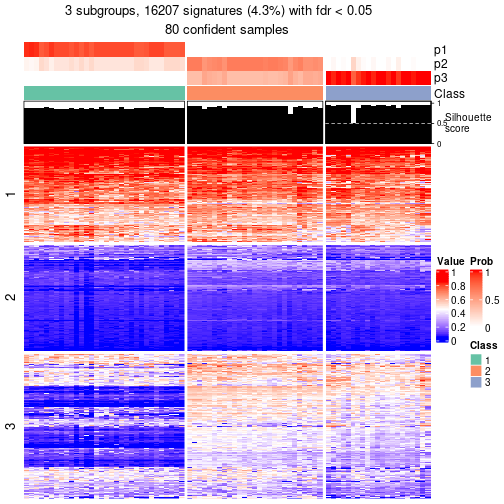 3 subgroups, 16207 signatures (4.3%) with fdr < 0.05
80 confident samples
p1
p2
p3
Class
1
0.5
0
Silhouette
score
1
2
3
Value
1
0.8
0.6
0.4
0.2
0
Prob
1
0.5
0
Class
1
2
3